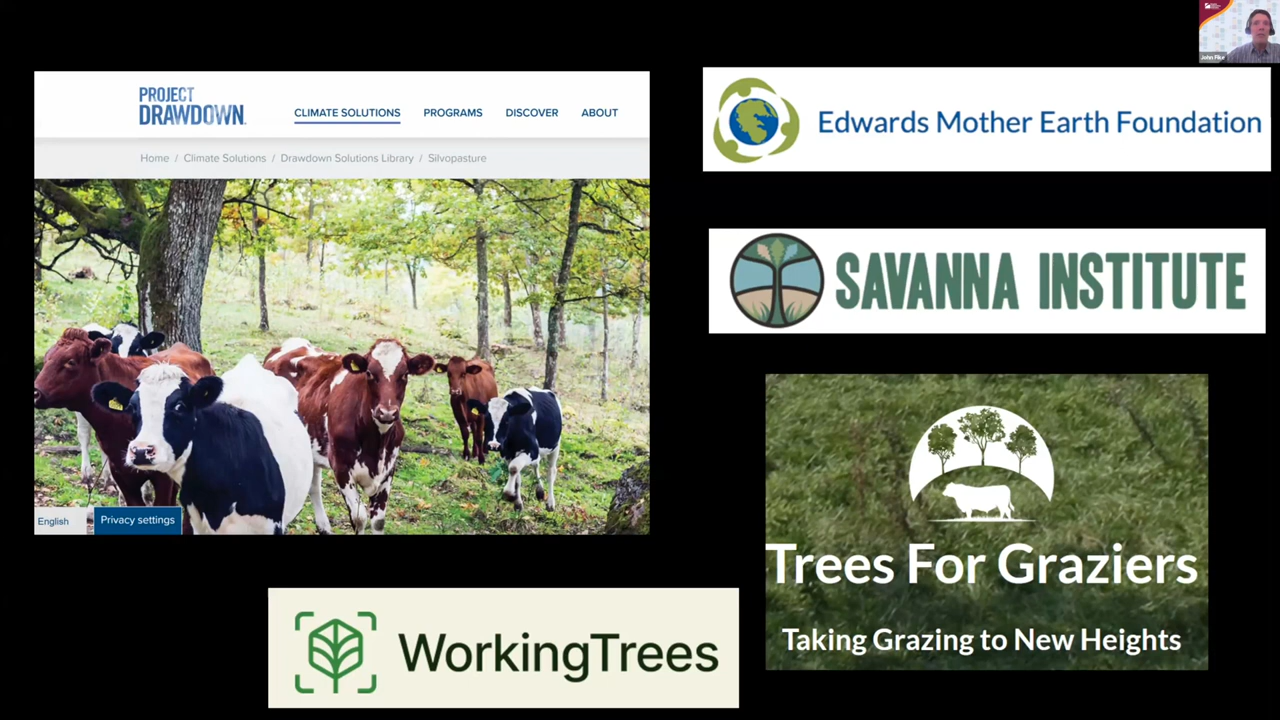 PROJECT
DRAWDOWN.
CLIMATE SOLUTIONS PROGRAMS DISCOVER ABOUT
Home / Climate Solutions / Drawdown Solutions Library / Silvopasture
English
Privacy settings
Edwards Mother Earth Foundation
SAVANNA INSTITUTE
Trees For Graziers
Taking Grazing to New Heights
WorkingTrees